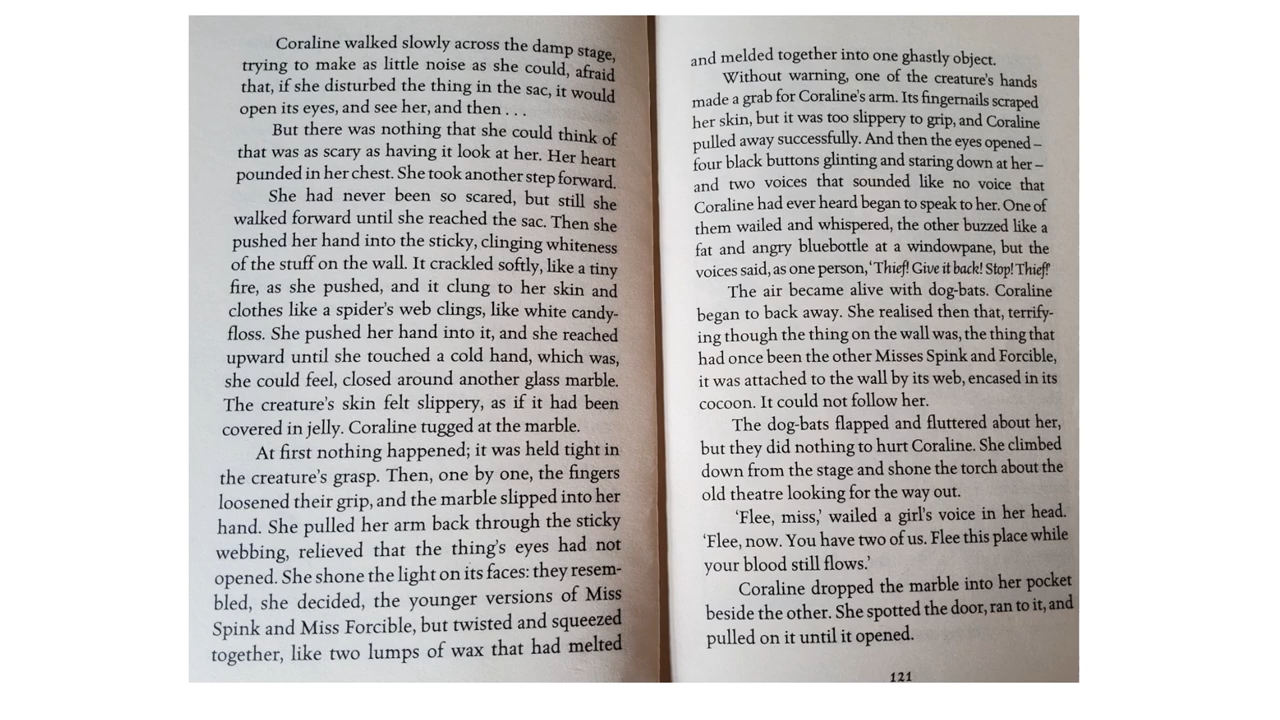 Coraline walked slowly across the damp stage,
trying to make as little noise as she could, afraid
that, if she disturbed the thing in the sac, it would
open its eyes, and see her, and then . . .
But there was nothing that she could think of
that was as scary as having it look at her. Her heart
pounded in her chest. She took another step forward.
She had never been so scared, but still she
walked forward until she reached the sac. Then she
pushed her hand into the sticky, clinging whiteness
of the stuff on the wall. It crackled softly, like a tiny
fire, as she pushed, and it clung to her skin and
clothes like a spider's web clings, like white candy-
floss. She pushed her hand into it, and she reached
upward until she touched a cold hand, which was,
she could feel, closed around another glass marble.
The creature's skin felt slippery, as if it had been
covered in jelly. Coraline tugged at the marble.
At first nothing happened; it was held tight in
the creature's grasp. Then, one by one, the fingers
loosened their grip, and the marble slipped into her
hand. She pulled her arm back through the sticky
webbing, relieved that the thing's eyes had not
opened. She shone the light on its faces: they resem-
bled, she decided, the younger versions of Miss
Spink and Miss Forcible, but twisted and squeezed
together, like two lumps of wax that had melted
and melded together into one ghastly object.
Without warning, one of the creature's hands
made a grab for Coraline's arm. Its fingernails scraped
her skin, but it was too slippery to grip, and Coraline
pulled away successfully. And then the eyes opened –
four black buttons glinting and staring down at her –
and two voices that sounded like no voice that
Coraline had ever heard began to speak to her. One of
them wailed and whispered, the other buzzed like a
fat and angry bluebottle at a windowpane, but the
voices said, as one person, 'Thief! Give it back! Stop! Thief!'
The air became alive with dog-bats. Coraline
began to back away. She realised then that, terrify-
ing though the thing on the wall was, the thing that
had once been the other Misses Spink and Forcible,
it was attached to the wall by its web, encased in its
cocoon. It could not follow her.
The dog-bats flapped and fluttered about her,
but they did nothing to hurt Coraline. She climbed
down from the stage and shone the torch about the
old theatre looking for the way out.
'Flee, miss,' wailed a girl's voice in her head.
'Flee, now. You have two of us. Flee this place while
your blood still flows.'
Coraline dropped the marble into her pocket
beside the other. She spotted the door, ran to it, and
pulled on it until it opened.
121